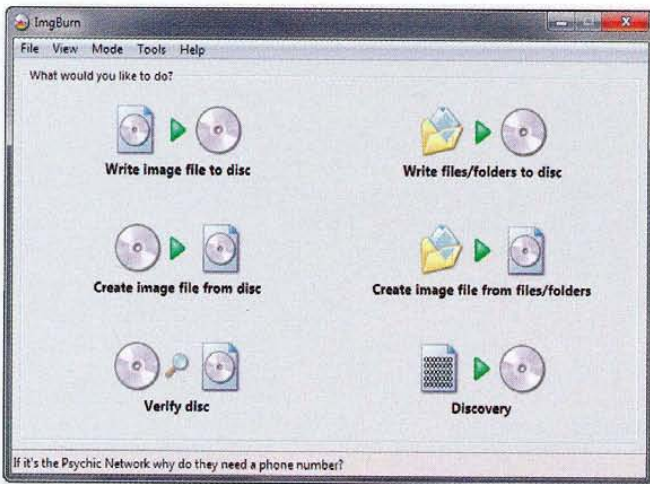 ImgBurn
File View Mode Tools Help
What would you like to do?
Write image file to disc
Write files/folders to disc
Create image file from disc
Create image file from files/folders
Verify disc
Discovery
If it's the Psychic Network why do they need a phone number?